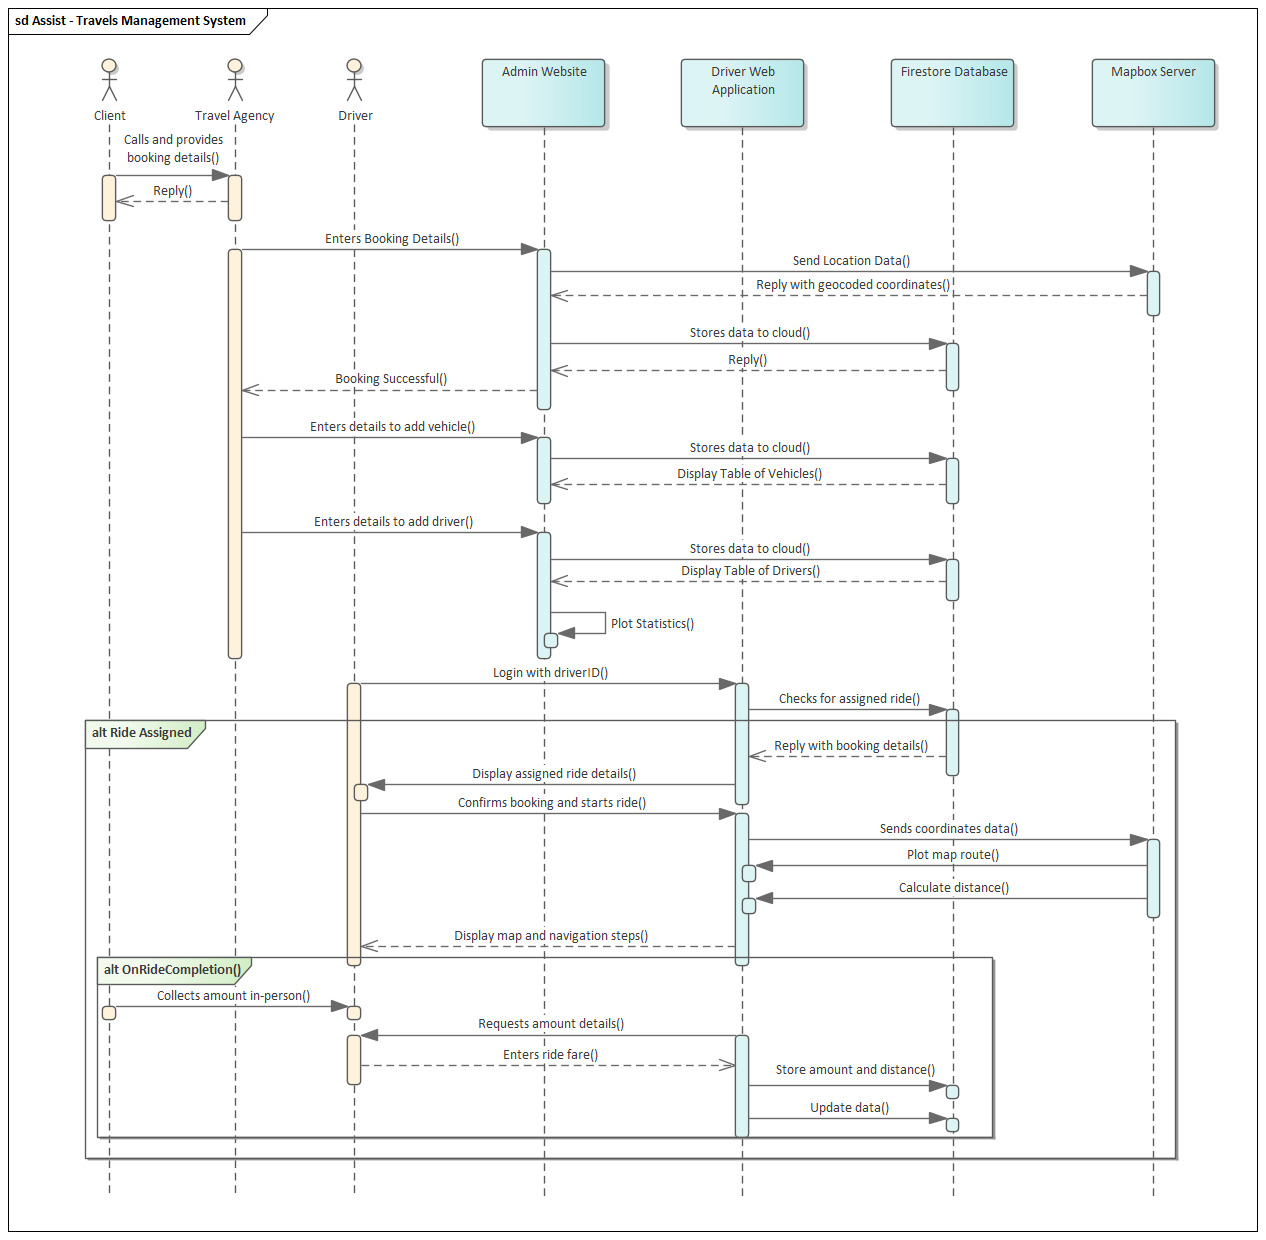 sd Assist - Travels Management System
Client
Travel Agency
Driver
Admin Website
Driver Web
Application
Firestore Database
Mapbox Server
Calls and provides
booking details()
Reply()
Enters Booking Details()
Send Location Data()
Reply with geocoded coordinates()
Stores data to cloud()
Reply()
Booking Successful()
Enters details to add vehicle()
Stores data to cloud()
Display Table of Vehicles()
Enters details to add driver()
Stores data to cloud()
Display Table of Drivers()
Plot Statistics()
Login with driverID()
Checks for assigned ride()
alt Ride Assigned
Reply with booking details()
Display assigned ride details()
Confirms booking and starts ride()
Sends coordinates data()
Plot map route()
Calculate distance()
Display map and navigation steps()
alt OnRideCompletion()
Collects amount in-person()
Requests amount details()
Enters ride fare()
Store amount and distance()
Update data()